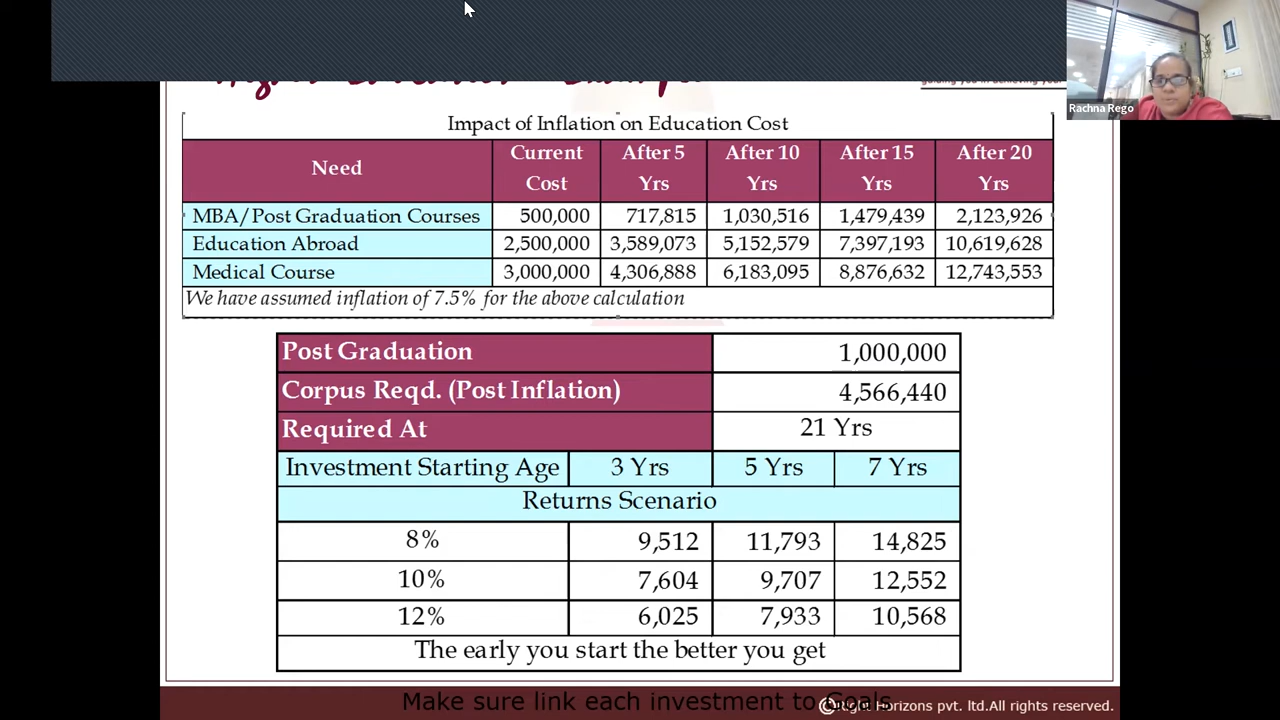 Rachna Rego
Impact of Inflation on Education Cost
Need
Current Cost
After 5 Yrs
After 10 Yrs
After 15 Yrs
After 20 Yrs
MBA/Post Graduation Courses 500,000 717,815 1,030,516 1,479,439 2,123,926
Education Abroad 2,500,000 3,589,073 5,152,579 7,397,193 10,619,628
Medical Course 3,000,000 4,306,888 6,183,095 8,876,632 12,743,553
We have assumed inflation of 7.5% for the above calculation
Post Graduation 1,000,000
Corpus Reqd. (Post Inflation) 4,566,440
Required At 21 Yrs
Investment Starting Age 3 Yrs 5 Yrs 7 Yrs
Returns Scenario
8% 9,512 11,793 14,825
10% 7,604 9,707 12,552
12% 6,025 7,933 10,568
The early you start the better you get
Make sure link each investment to Goals
©Right Horizons pvt. ltd.All rights reserved.